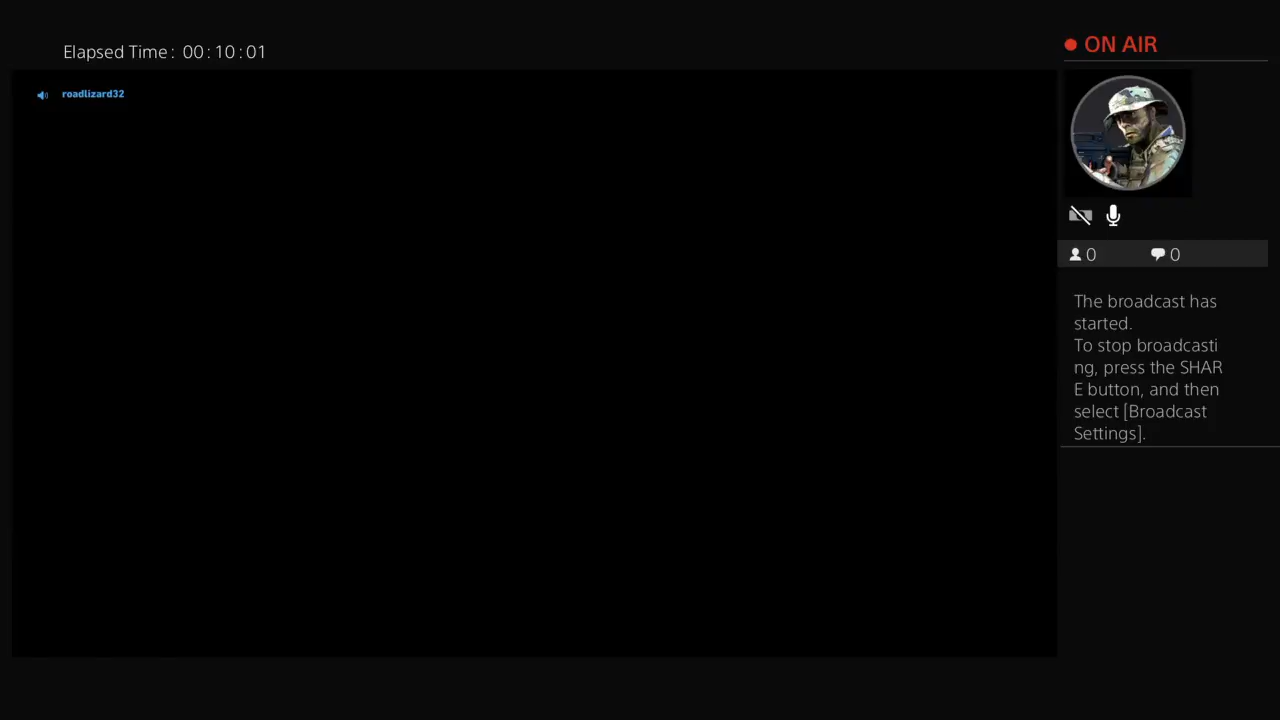 Elapsed Time: 00:10:01
ON AIR
roadlizard32
0 0
The broadcast has
started.
To stop broadcasti
ng, press the SHAR
E button, and then
select [Broadcast
Settings].